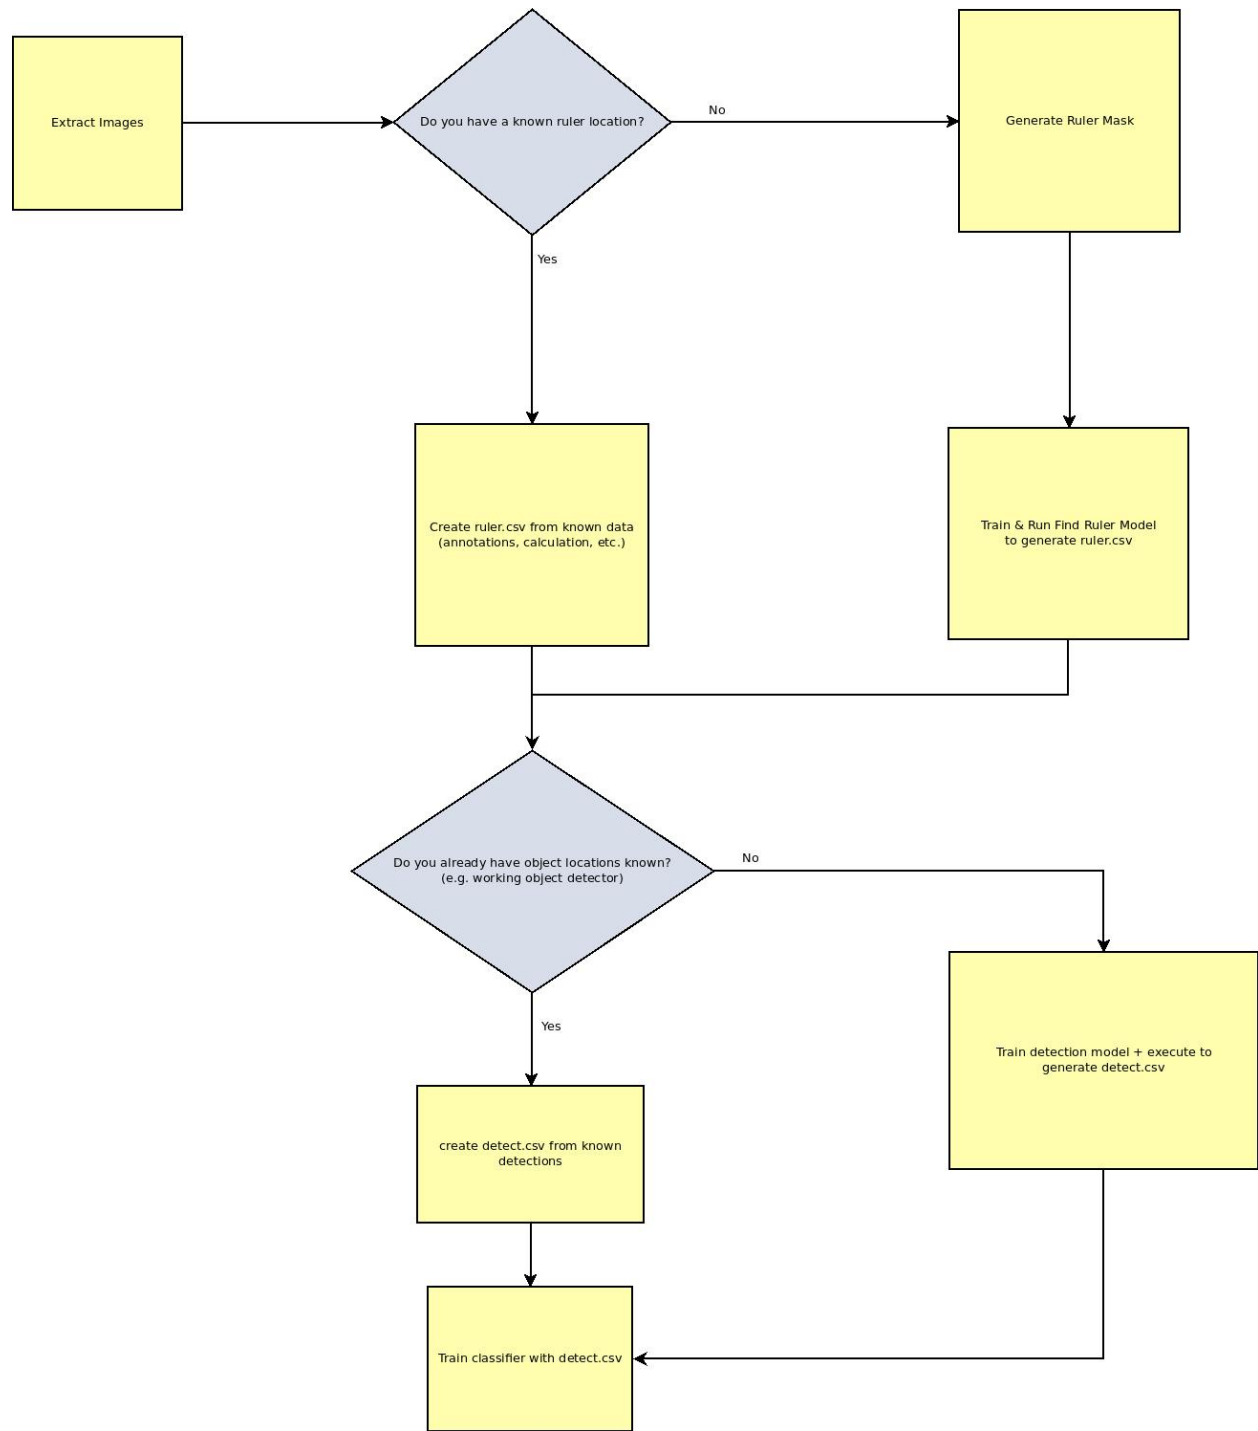 Extract Images
Do you have a known ruler location?
No
Generate Ruler Mask
Yes
Create ruler.csv from known data
(annotations, calculation, etc.)
Train & Run Find Ruler Model
to generate ruler.csv
Do you already have object locations known?
(e.g. working object detector)
No
Yes
Train detection model + execute to
generate detect.csv
create detect.csv from known
detections
Train classifier with detect.csv